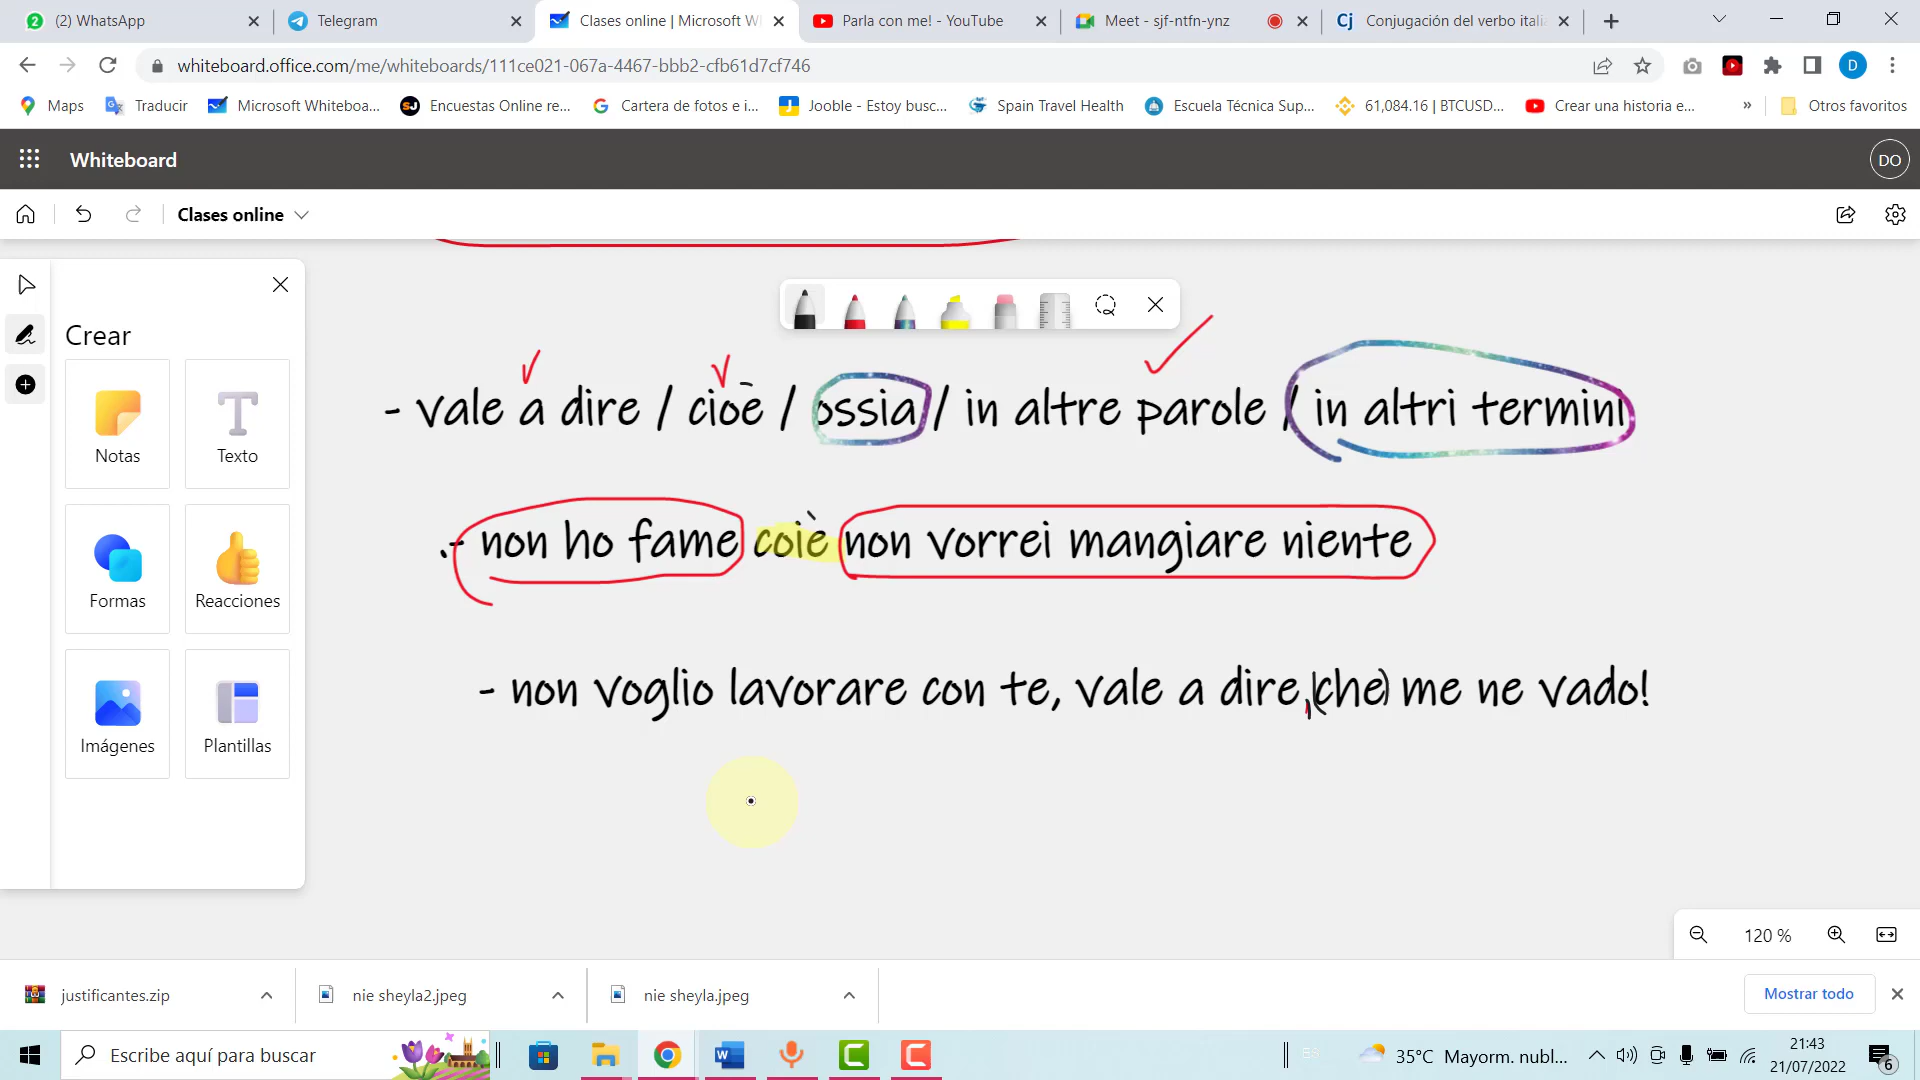 (2) WhatsApp
Telegram
Clases online | Microsoft W
Parla con me! - YouTube
Meet - sjf-ntfn-ynz
Cj Conjugación del verbo itali
whiteboard.office.com/me/whiteboards/111ce021-067a-4467-bbb2-cfb61d7cf746
D
Maps
Traducir
Microsoft Whiteboa...
Encuestas Online re...
Cartera de fotos e i...
Jooble - Estoy busc...
Spain Travel Health
Escuela Técnica Sup...
61,084.16 | BTCUSD...
Crear una historia e...
»
Otros favoritos
Whiteboard
DO
Clases online
Crear
Notas
Texto
Formas
Reacciones
Imágenes
Plantillas
- vale a dire / cioè / ossia / in altre parole / in altri termini
.- non ho fame coiè non vorrei mangiare niente
- non voglio lavorare con te, vale a dire, (che) me ne vado!
120 %
justificantes.zip
nie sheyla2.jpeg
nie sheyla.jpeg
Mostrar todo
Escribe aquí para buscar
35°C Mayorm. nubl...
21:43
21/07/2022
6